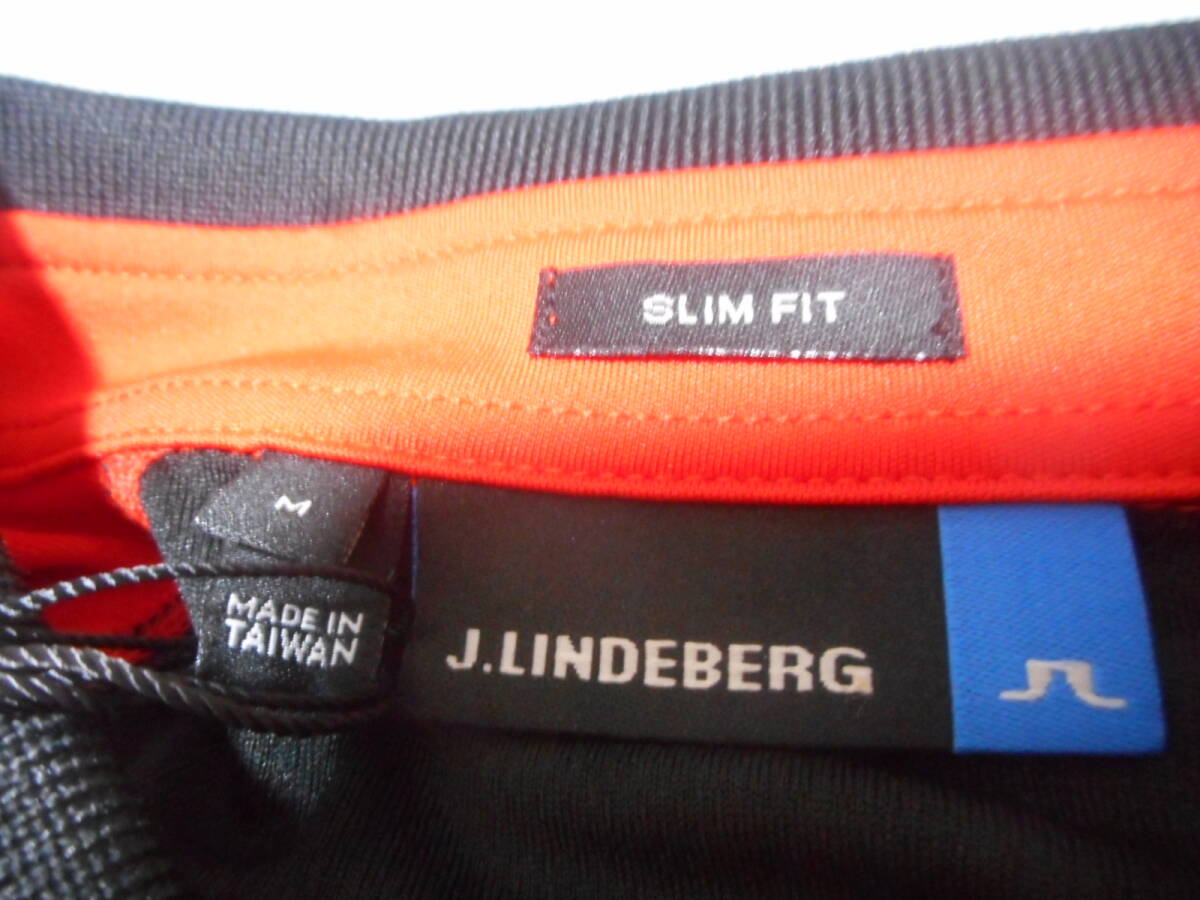 SLIM FIT
M
MADE IN
TAIWAN
J.LINDEBERG